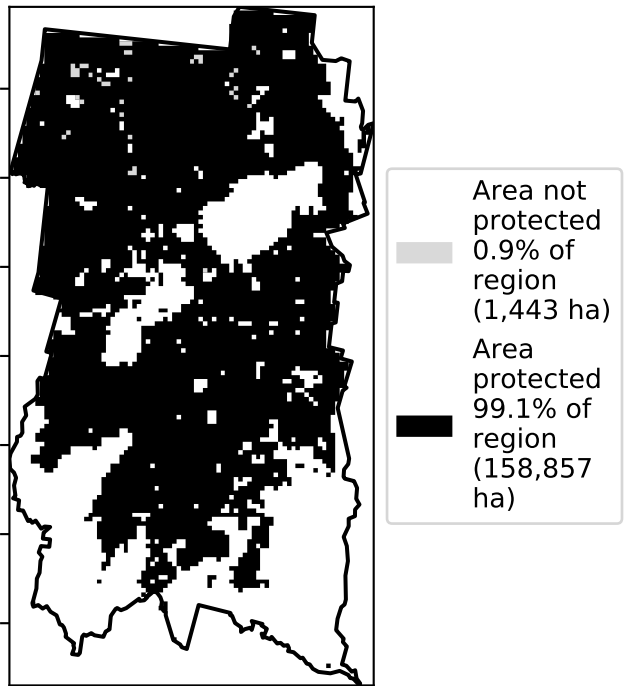 Area not
protected
0.9% of
region
(1,443 ha)
Area
protected
99.1% of
region
(158,857
ha)